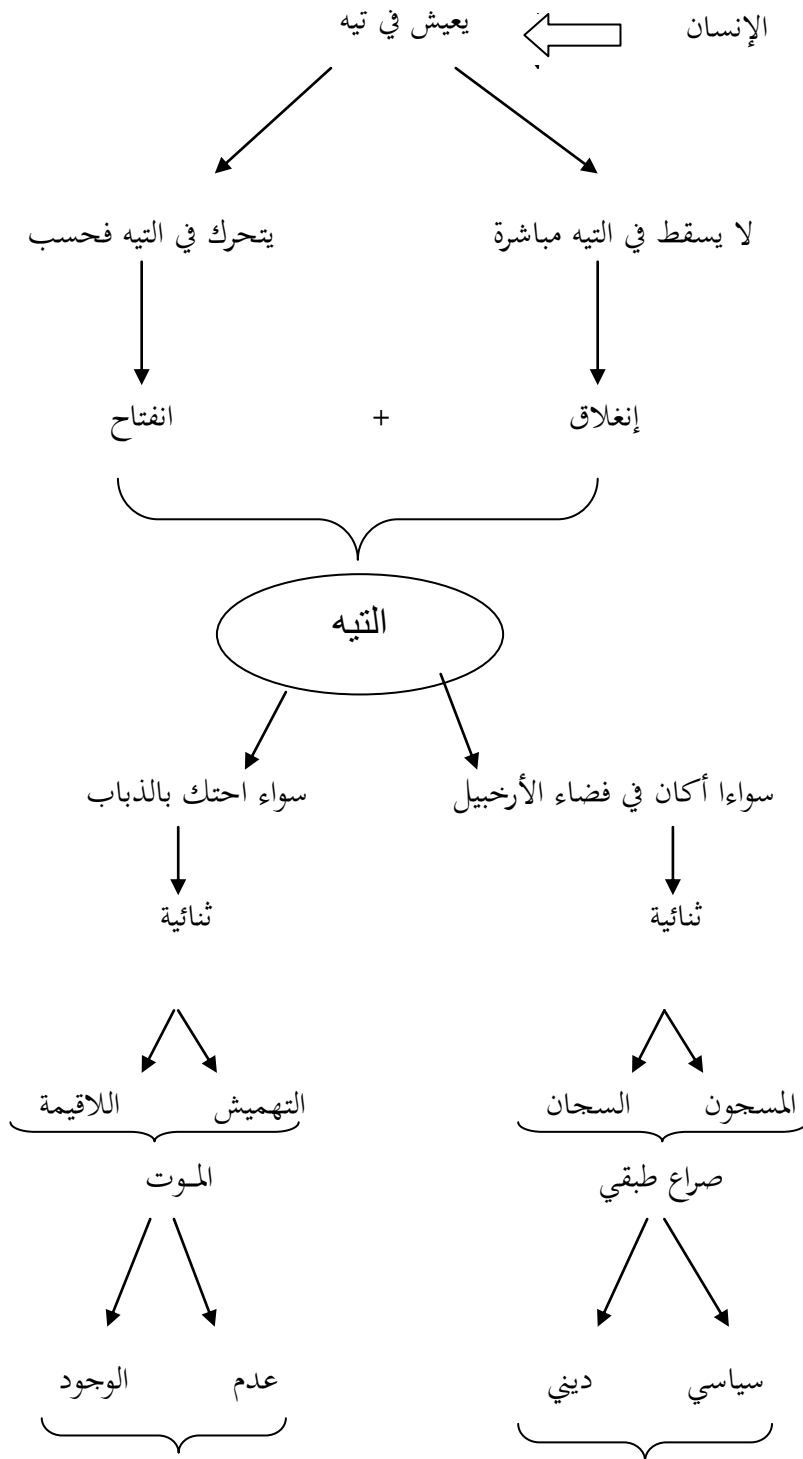 الإنسان يعيش في تيه
لا يسقط في التيه مباشرة يتحرك في التيه فحسب
إنغلاق + انفتاح
التيه
سواءا أكان في فضاء الأرخبيل سواء احتك بالذباب
ثنائية ثنائية
المسجون السجان التهميش اللاقيمة
صراع طبقي المــوت
سياسي ديني عدم الوجود